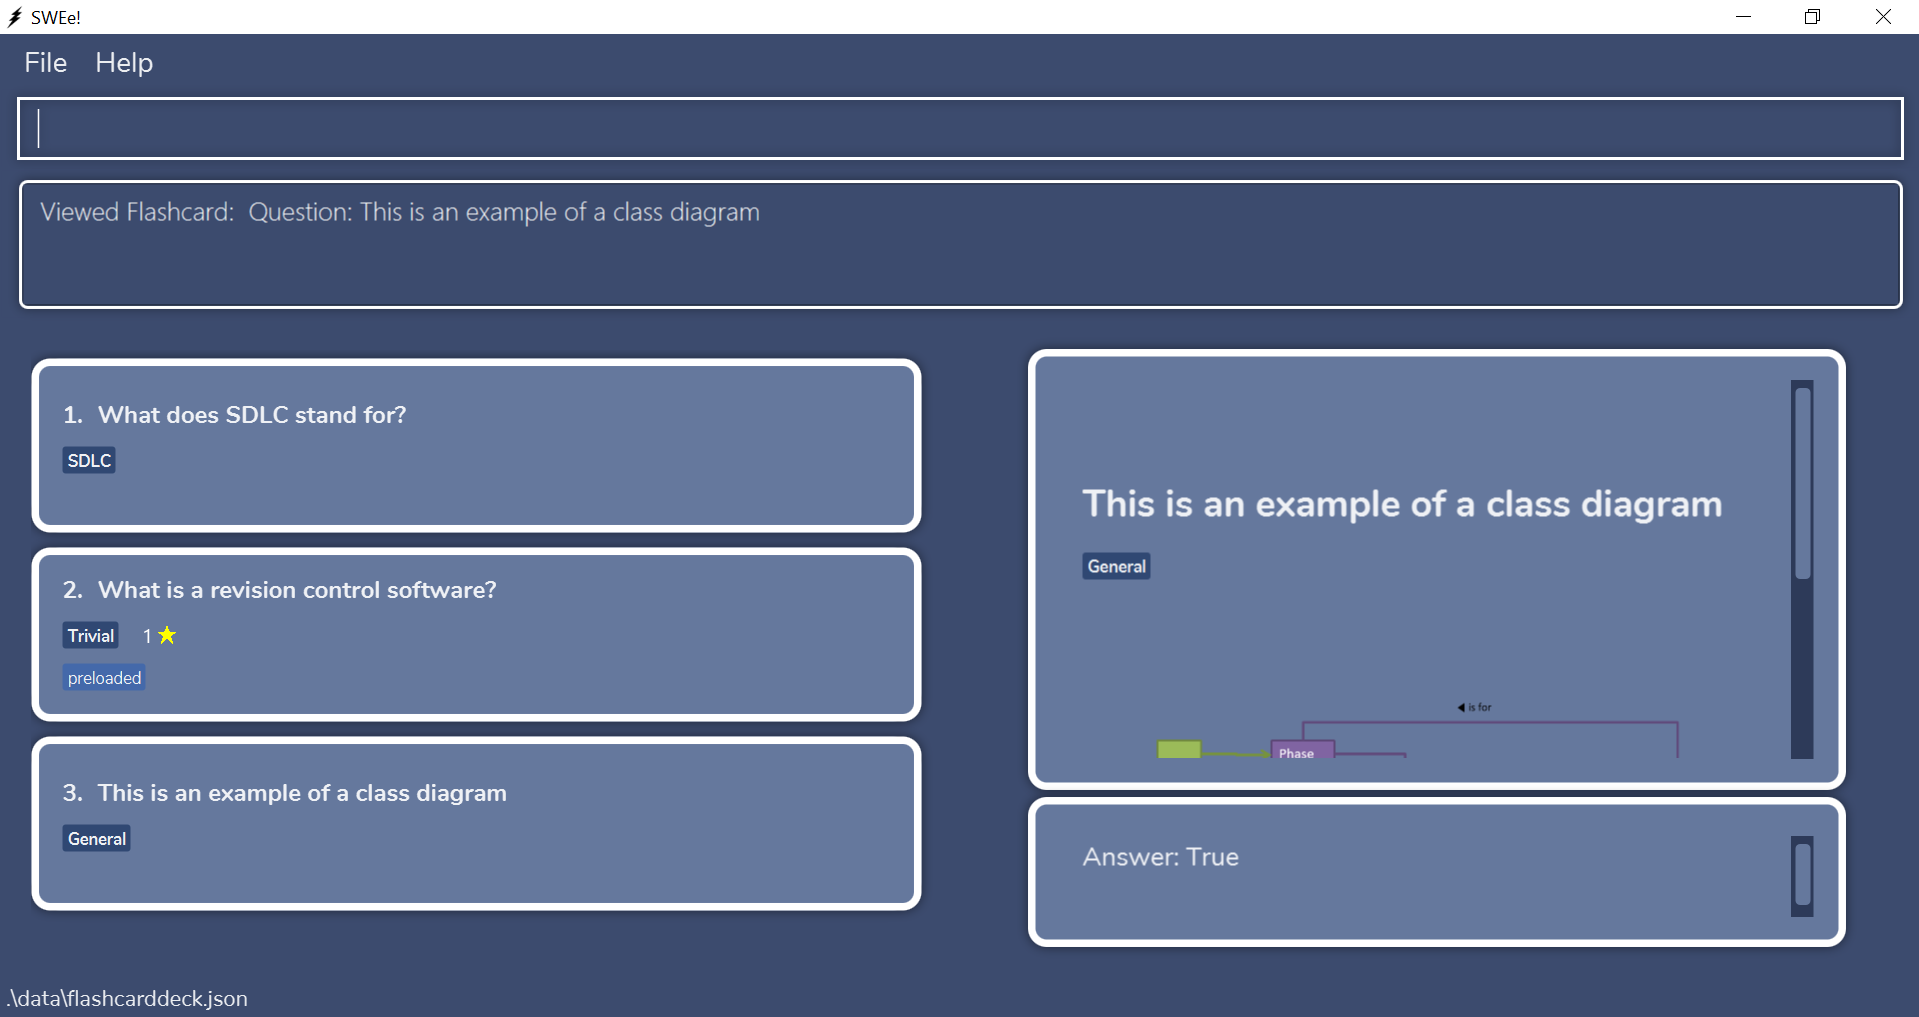 SWEe!
File Help
Viewed Flashcard: Question: This is an example of a class diagram
1. What does SDLC stand for?
SDLC
2. What is a revision control software?
Trivial 1 ★
preloaded
3. This is an example of a class diagram
General
This is an example of a class diagram
General
◀ is for
Phase
Answer: True
.\data\flashcarddeck.json